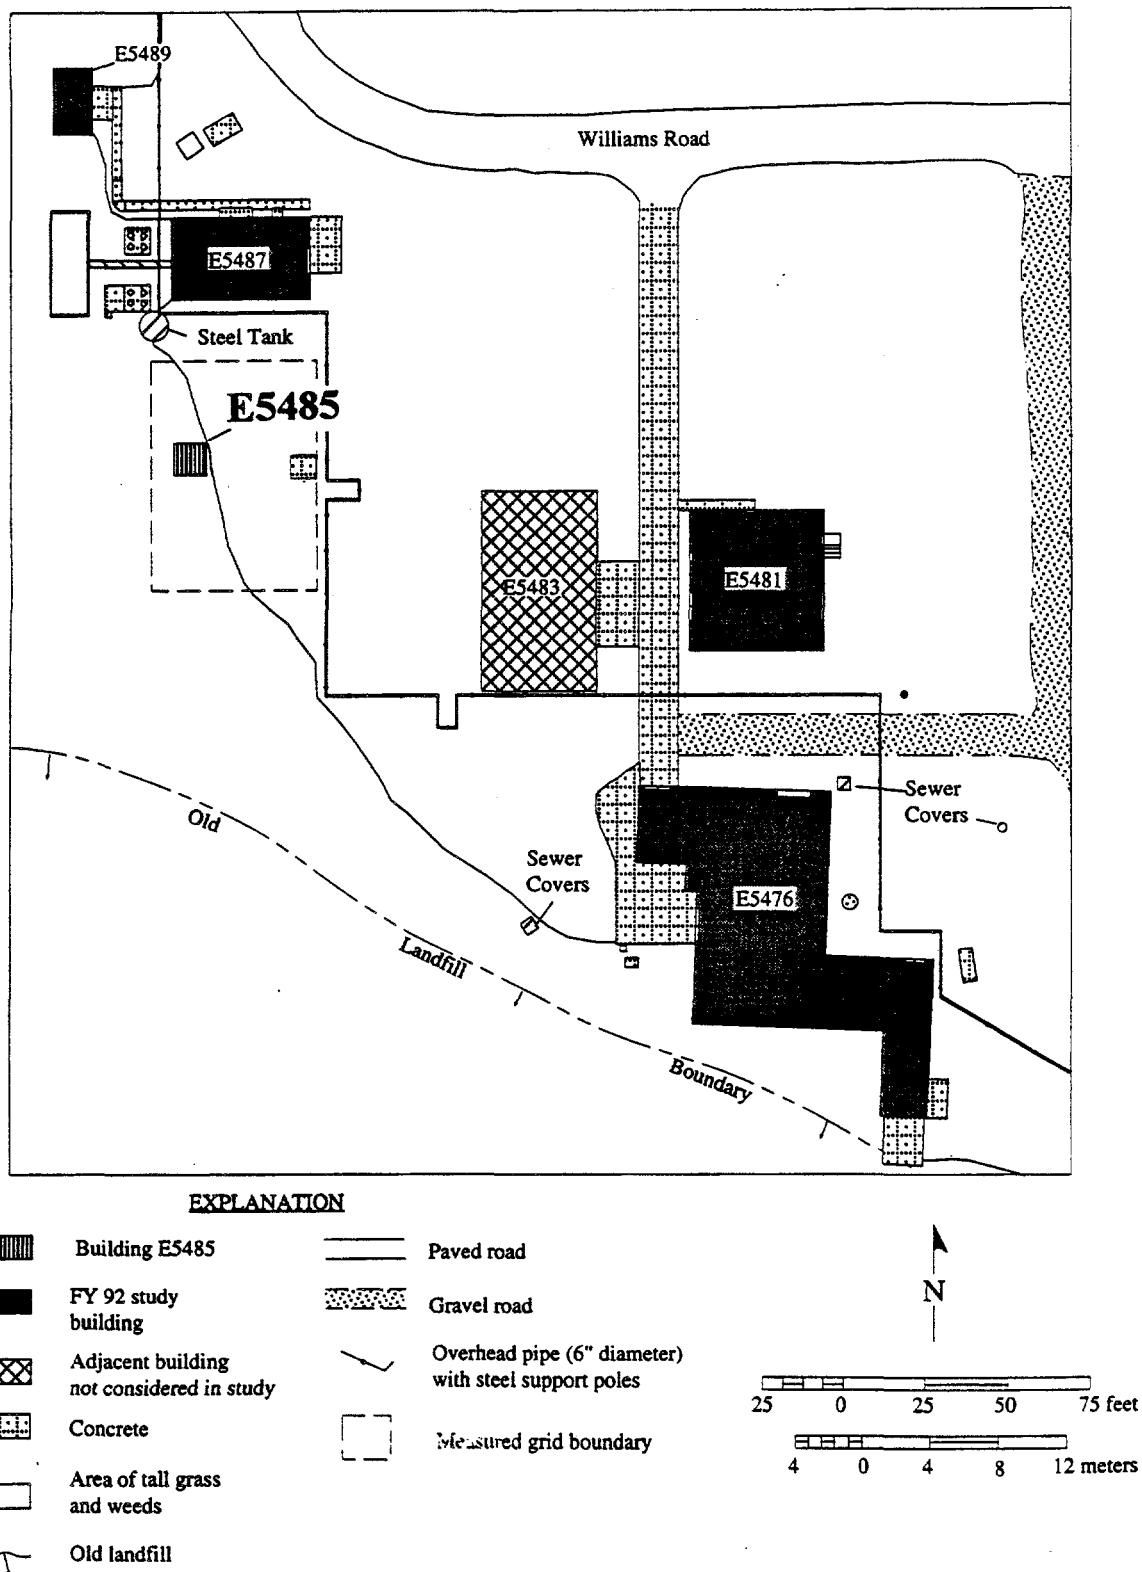 E5489
Williams Road
E5487
Steel Tank
E5485
E5483
E5481
Sewer
Covers
Old
Sewer
Covers
E5476
Landfill
Boundary
EXPLANATION
Building E5485
FY 92 study
building
Adjacent building
not considered in study
Concrete
Area of tall grass
and weeds
Old landfill
Paved road
Gravel road
Overhead pipe (6" diameter)
with steel support poles
Measured grid boundary
N
25 0 25 50 75 feet
4 0 4 8 12 meters